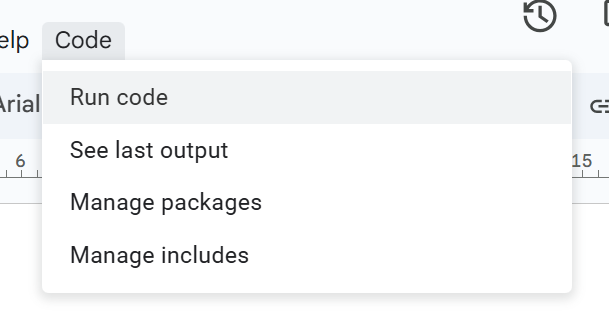 elp Code
Arial
6 15
Run code
See last output
Manage packages
Manage includes